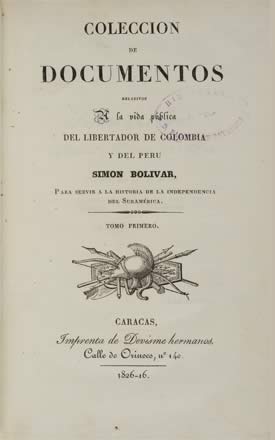 COLECCION
DE
DOCUMENTOS
RELATIVOS
A la vida pública
DEL LIBERTADOR DE COLOMBIA
Y DEL PERU
SIMON BOLIVAR,
PARA SERVIR A LA HISTORIA DE LA INDEPENDENCIA
DEL SURAMÉRICA.
TOMO PRIMERO.
CARACAS,
Imprenta de Devisme hermanos.
Calle de Orinoco, nº 140.
1826-16.